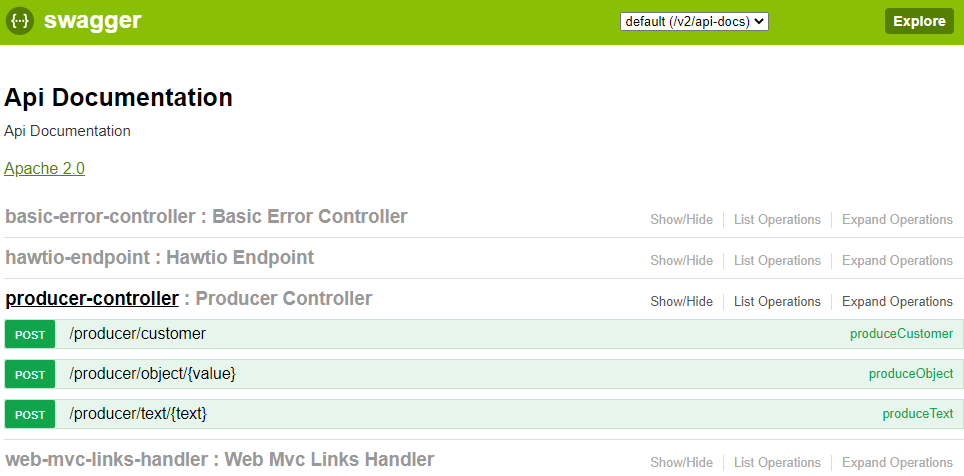 {···} swagger default (/v2/api-docs) Explore
Api Documentation
Api Documentation
Apache 2.0
basic-error-controller : Basic Error Controller Show/Hide List Operations Expand Operations
hawtio-endpoint : Hawtio Endpoint Show/Hide List Operations Expand Operations
producer-controller : Producer Controller Show/Hide List Operations Expand Operations
POST /producer/customer produceCustomer
POST /producer/object/{value} produceObject
POST /producer/text/{text} produceText
web-mvc-links-handler : Web Mvc Links Handler Show/Hide List Operations Expand Operations